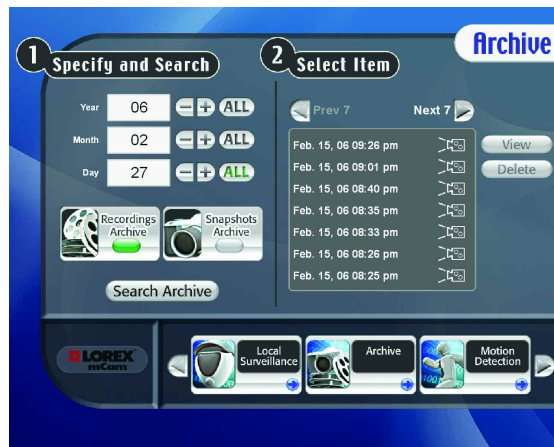 Archive
1 Specify and Search
Year 06 − + ALL
Month 02 − + ALL
Day 27 − + ALL
Recordings Archive
Snapshots Archive
Search Archive
2 Select Item
Prev 7 Next 7
Feb. 15, 06 09:26 pm
Feb. 15, 06 09:01 pm
Feb. 15, 06 08:40 pm
Feb. 15, 06 08:35 pm
Feb. 15, 06 08:33 pm
Feb. 15, 06 08:26 pm
Feb. 15, 06 08:25 pm
View
Delete
LOREX
mCam
Local
Surveillance
Archive
Motion
Detection